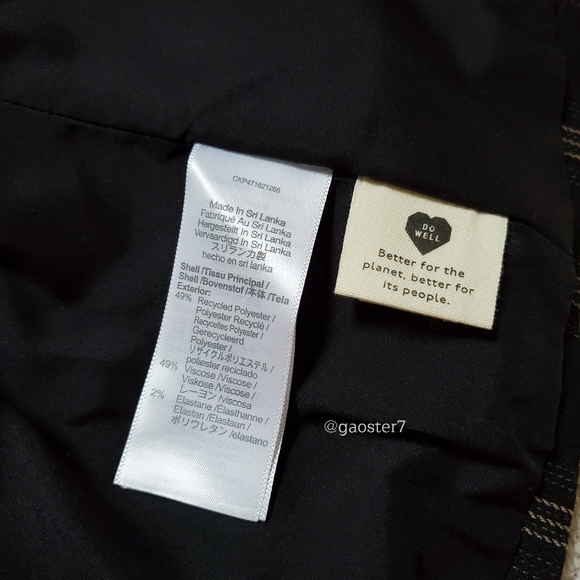 CKP471621266
Made In Sri Lanka
Fabriqué Au Sri Lanka
Hergestellt In Sri Lanka
Vervaardigd In Sri Lanka
スリランカ製
hecho en sri lanka
Shell /Tissu Principal /
Shell /Bovenstof /本体 /Tela
Exterior:
49% Recycled Polyester /
Polyester Recyclé /
Recyceltes Polyester /
Gerecycleerd
Polyester /
リサイクルポリエステル /
poliester reciclado
49% Viscose /Viscose /
Viskose /Viscose /
レーヨン /viscosa
2% Elastane /Élasthanne /
Elastan /Elastaan /
ポリウレタン /elastano
DO
WELL
Better for the
planet, better for
its people.
@gaoster7